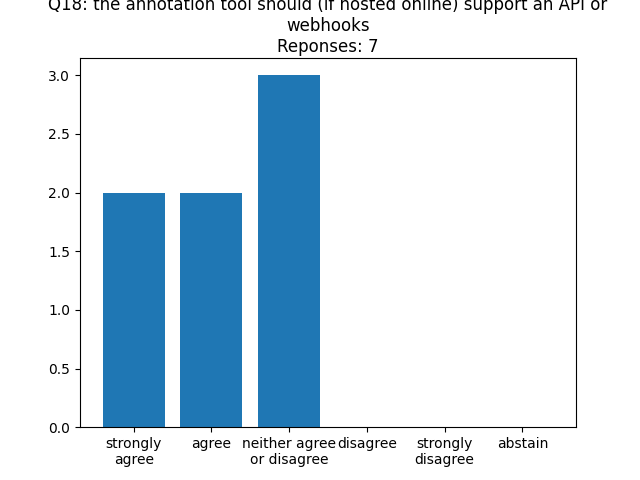 Q18: the annotation tool should (if hosted online) support an API or
webhooks
Reponses: 7
3.0
2.5
2.0
1.5
1.0
0.5
0.0
strongly
agree
agree
neither agree
or disagree
disagree
strongly
disagree
abstain